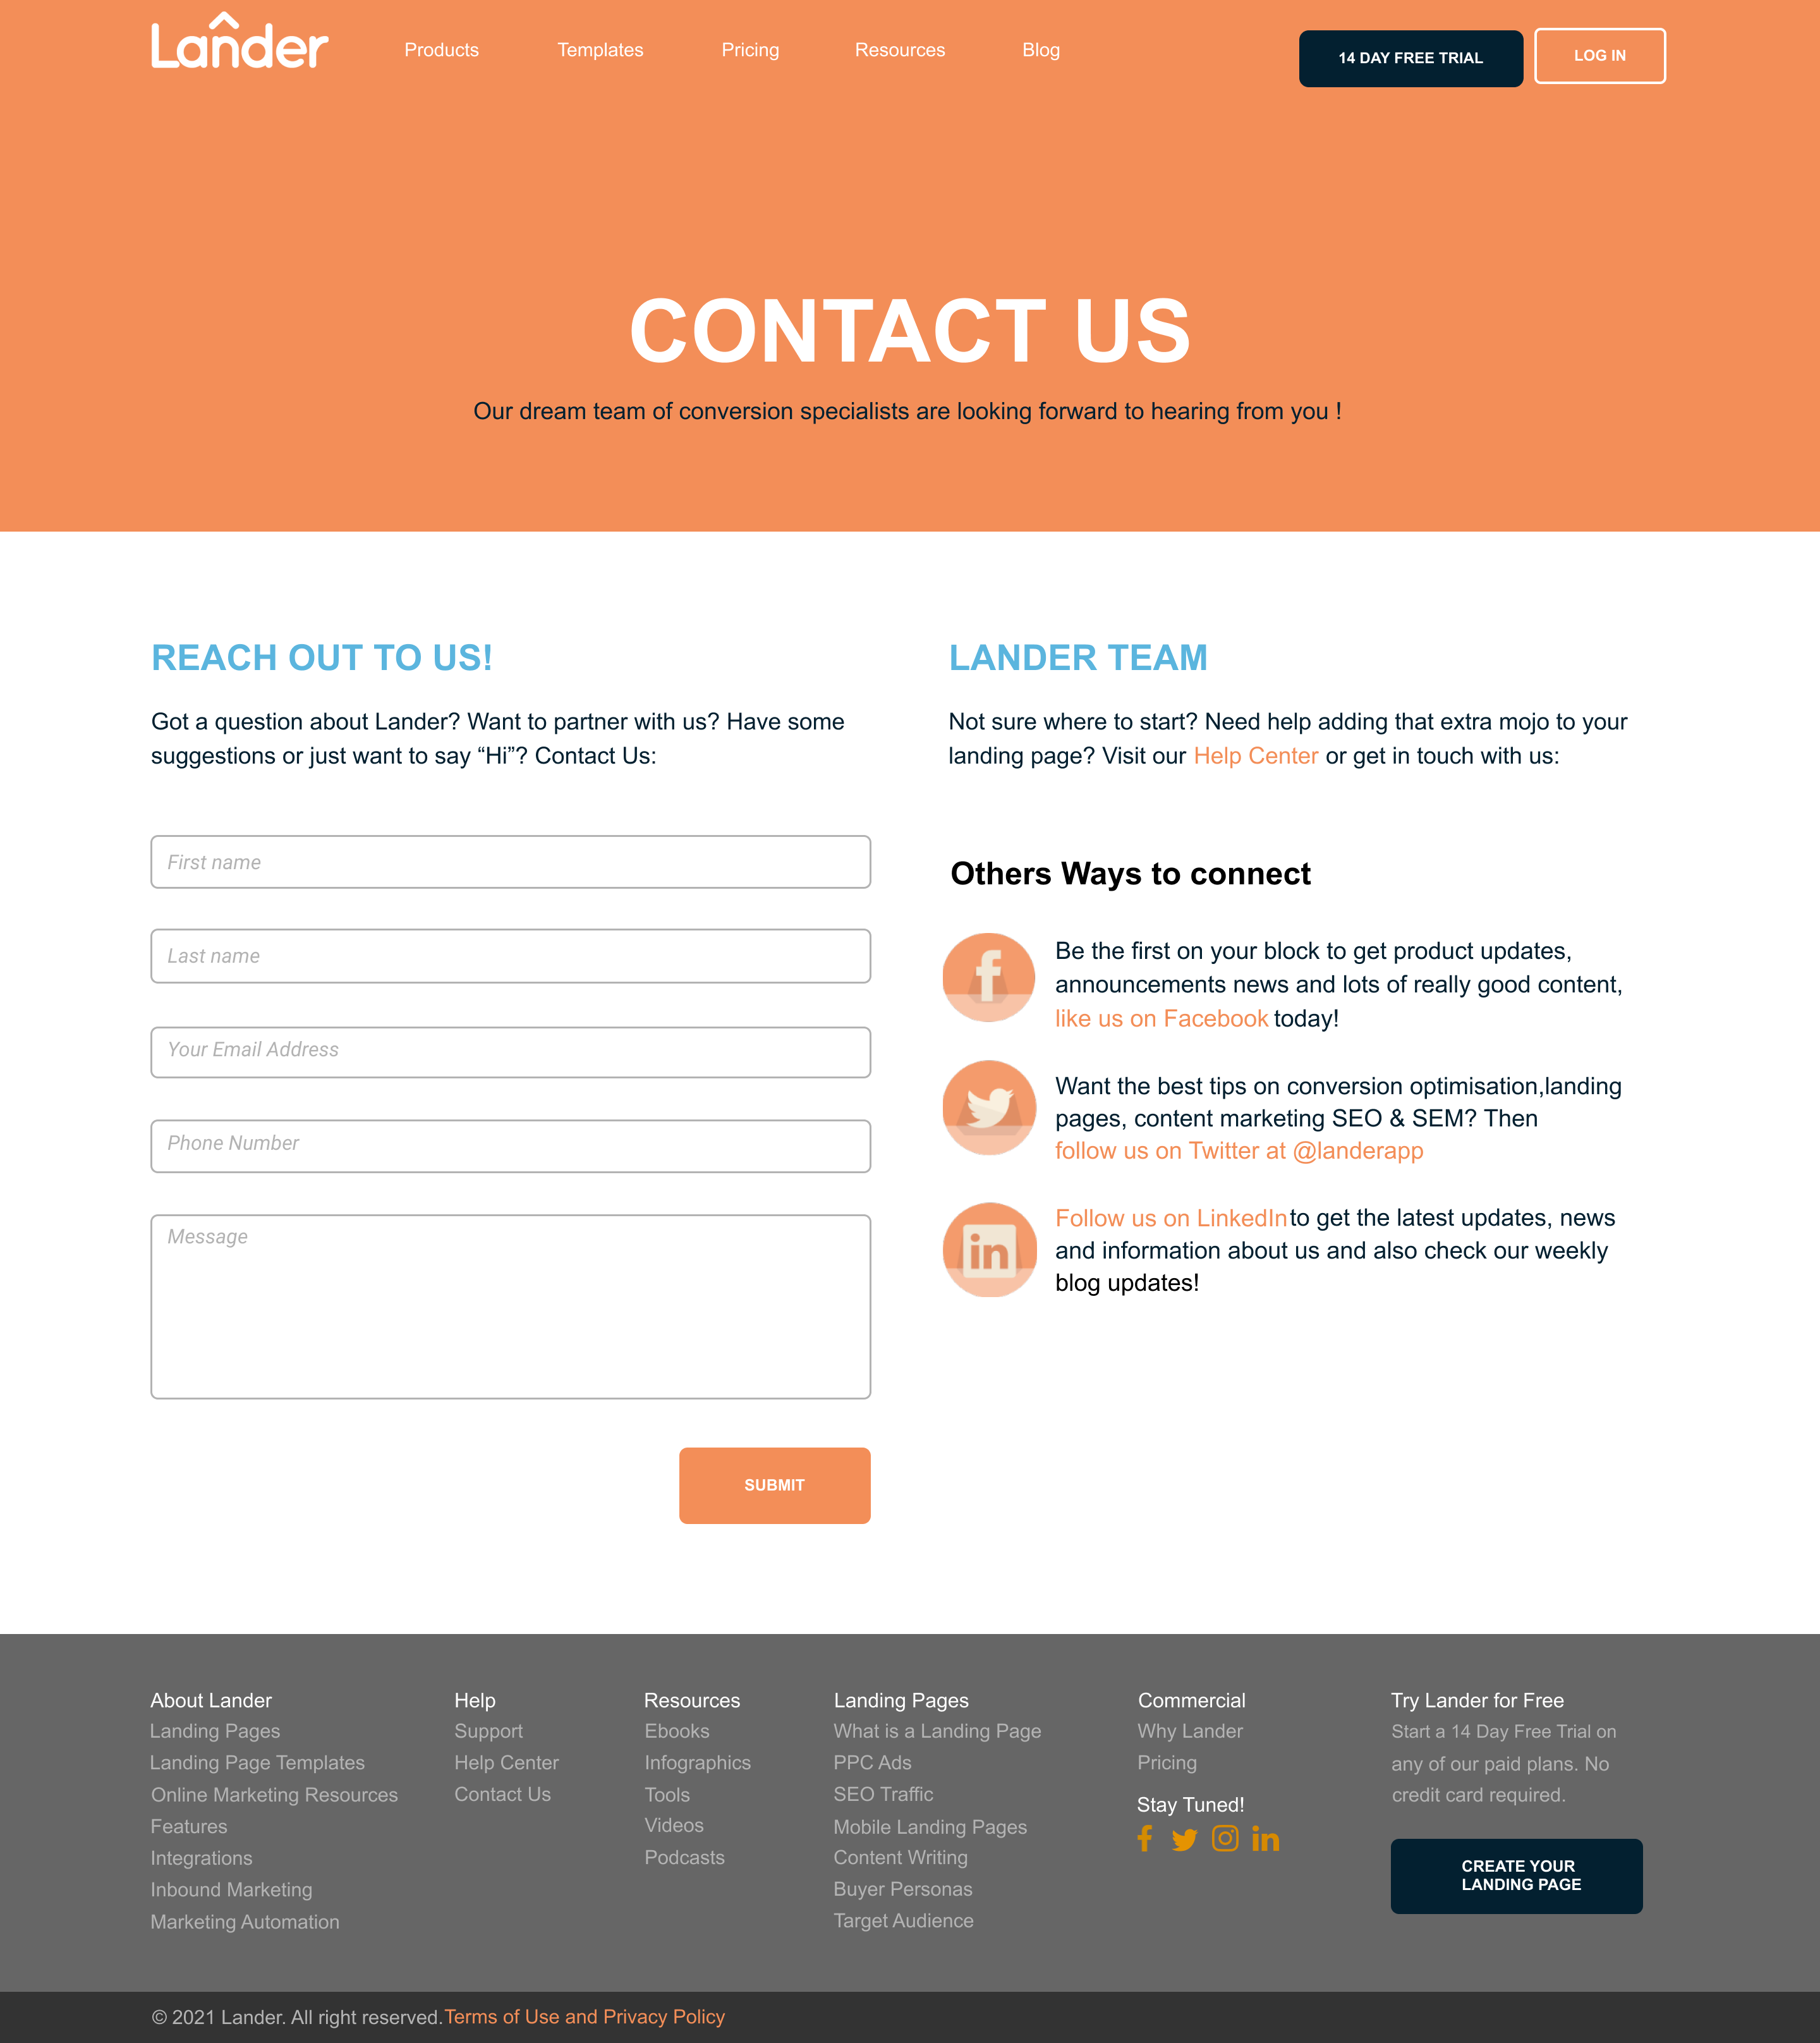 Lander
Products
Templates
Pricing
Resources
Blog
14 DAY FREE TRIAL
LOG IN
CONTACT US
Our dream team of conversion specialists are looking forward to hearing from you !
REACH OUT TO US!
Got a question about Lander? Want to partner with us? Have some
suggestions or just want to say “Hi”? Contact Us:
First name
Last name
Your Email Address
Phone Number
Message
SUBMIT
LANDER TEAM
Not sure where to start? Need help adding that extra mojo to your
landing page? Visit our Help Center or get in touch with us:
Others Ways to connect
Be the first on your block to get product updates,
announcements news and lots of really good content,
like us on Facebook today!
Want the best tips on conversion optimisation,landing
pages, content marketing SEO & SEM? Then
follow us on Twitter at @landerapp
Follow us on LinkedIn to get the latest updates, news
and information about us and also check our weekly
blog updates!
About Lander
Landing Pages
Landing Page Templates
Online Marketing Resources
Features
Integrations
Inbound Marketing
Marketing Automation
Help
Support
Help Center
Contact Us
Resources
Ebooks
Infographics
Tools
Videos
Podcasts
Landing Pages
What is a Landing Page
PPC Ads
SEO Traffic
Mobile Landing Pages
Content Writing
Buyer Personas
Target Audience
Commercial
Why Lander
Pricing
Stay Tuned!
Try Lander for Free
Start a 14 Day Free Trial on
any of our paid plans. No
credit card required.
CREATE YOUR
LANDING PAGE
© 2021 Lander. All right reserved.Terms of Use and Privacy Policy